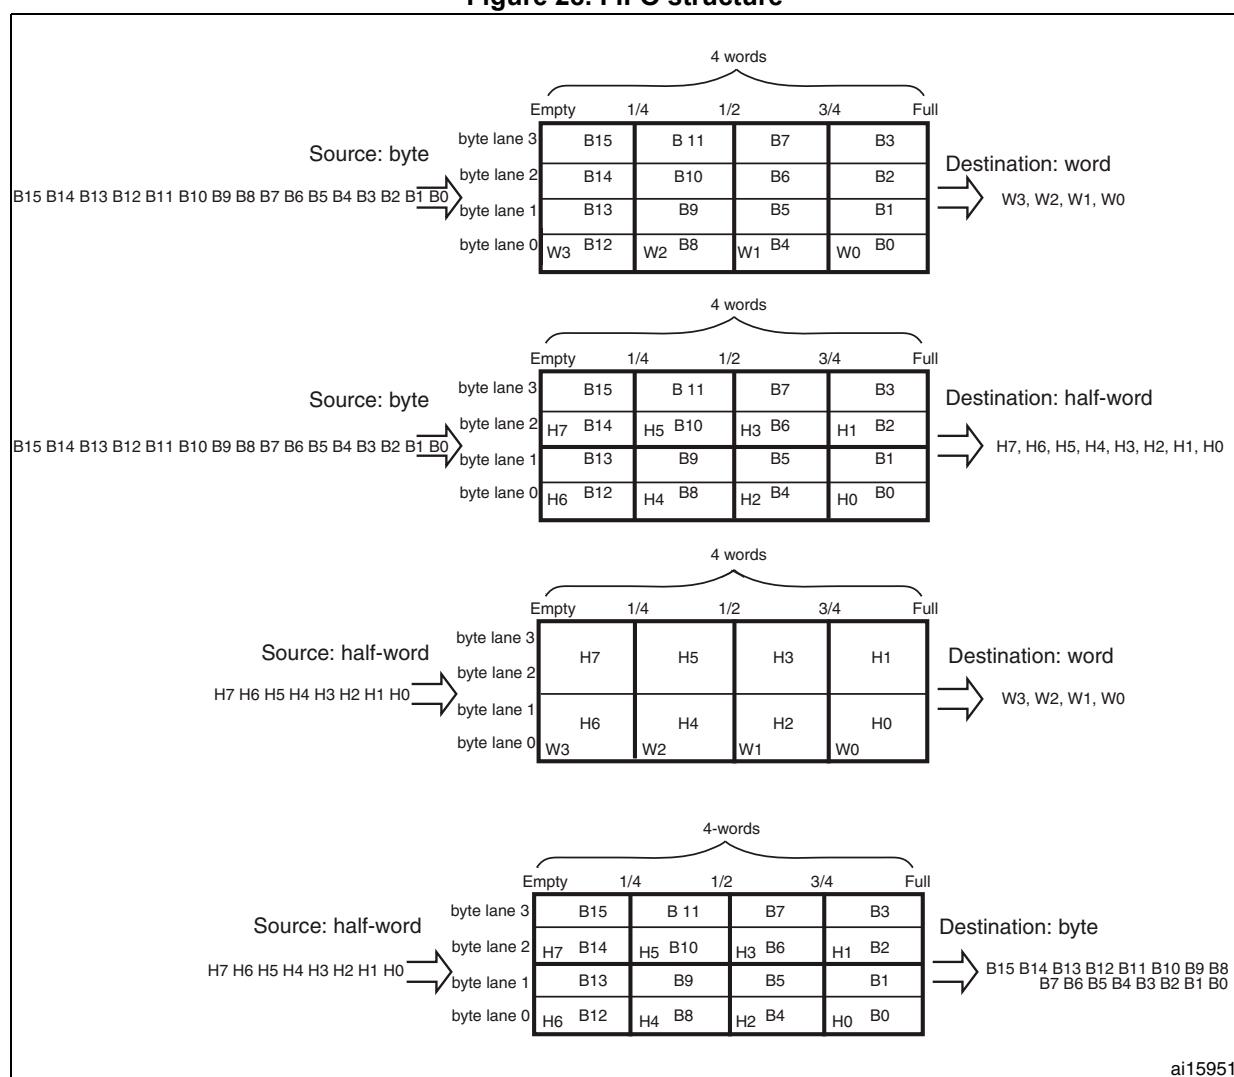 4 words
Empty 1/4 1/2 3/4 Full
Source: byte
B15 B14 B13 B12 B11 B10 B9 B8 B7 B6 B5 B4 B3 B2 B1 B0
byte lane 3 B15 B 11 B7 B3
byte lane 2 B14 B10 B6 B2
byte lane 1 B13 B9 B5 B1
byte lane 0 W3 B12 W2 B8 W1 B4 W0 B0
Destination: word
W3, W2, W1, W0
4 words
Empty 1/4 1/2 3/4 Full
Source: byte
B15 B14 B13 B12 B11 B10 B9 B8 B7 B6 B5 B4 B3 B2 B1 B0
byte lane 3 B15 B 11 B7 B3
byte lane 2 H7 B14 H5 B10 H3 B6 H1 B2
byte lane 1 B13 B9 B5 B1
byte lane 0 H6 B12 H4 B8 H2 B4 H0 B0
Destination: half-word
H7, H6, H5, H4, H3, H2, H1, H0
4 words
Empty 1/4 1/2 3/4 Full
Source: half-word
H7 H6 H5 H4 H3 H2 H1 H0
byte lane 3
H7 H5 H3 H1
byte lane 2
byte lane 1
H6 H4 H2 H0
byte lane 0 W3 W2 W1 W0
Destination: word
W3, W2, W1, W0
4-words
Empty 1/4 1/2 3/4 Full
Source: half-word
H7 H6 H5 H4 H3 H2 H1 H0
byte lane 3 B15 B 11 B7 B3
byte lane 2 H7 B14 H5 B10 H3 B6 H1 B2
byte lane 1 B13 B9 B5 B1
byte lane 0 H6 B12 H4 B8 H2 B4 H0 B0
Destination: byte
B15 B14 B13 B12 B11 B10 B9 B8
B7 B6 B5 B4 B3 B2 B1 B0
ai15951